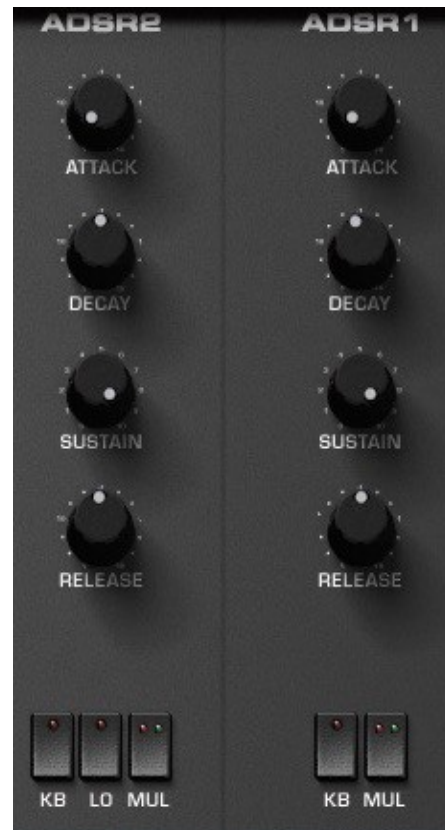 ADSR2
ADSR1
ATTACK
ATTACK
DECAY
DECAY
SUSTAIN
SUSTAIN
RELEASE
RELEASE
KB LO MUL
KB MUL